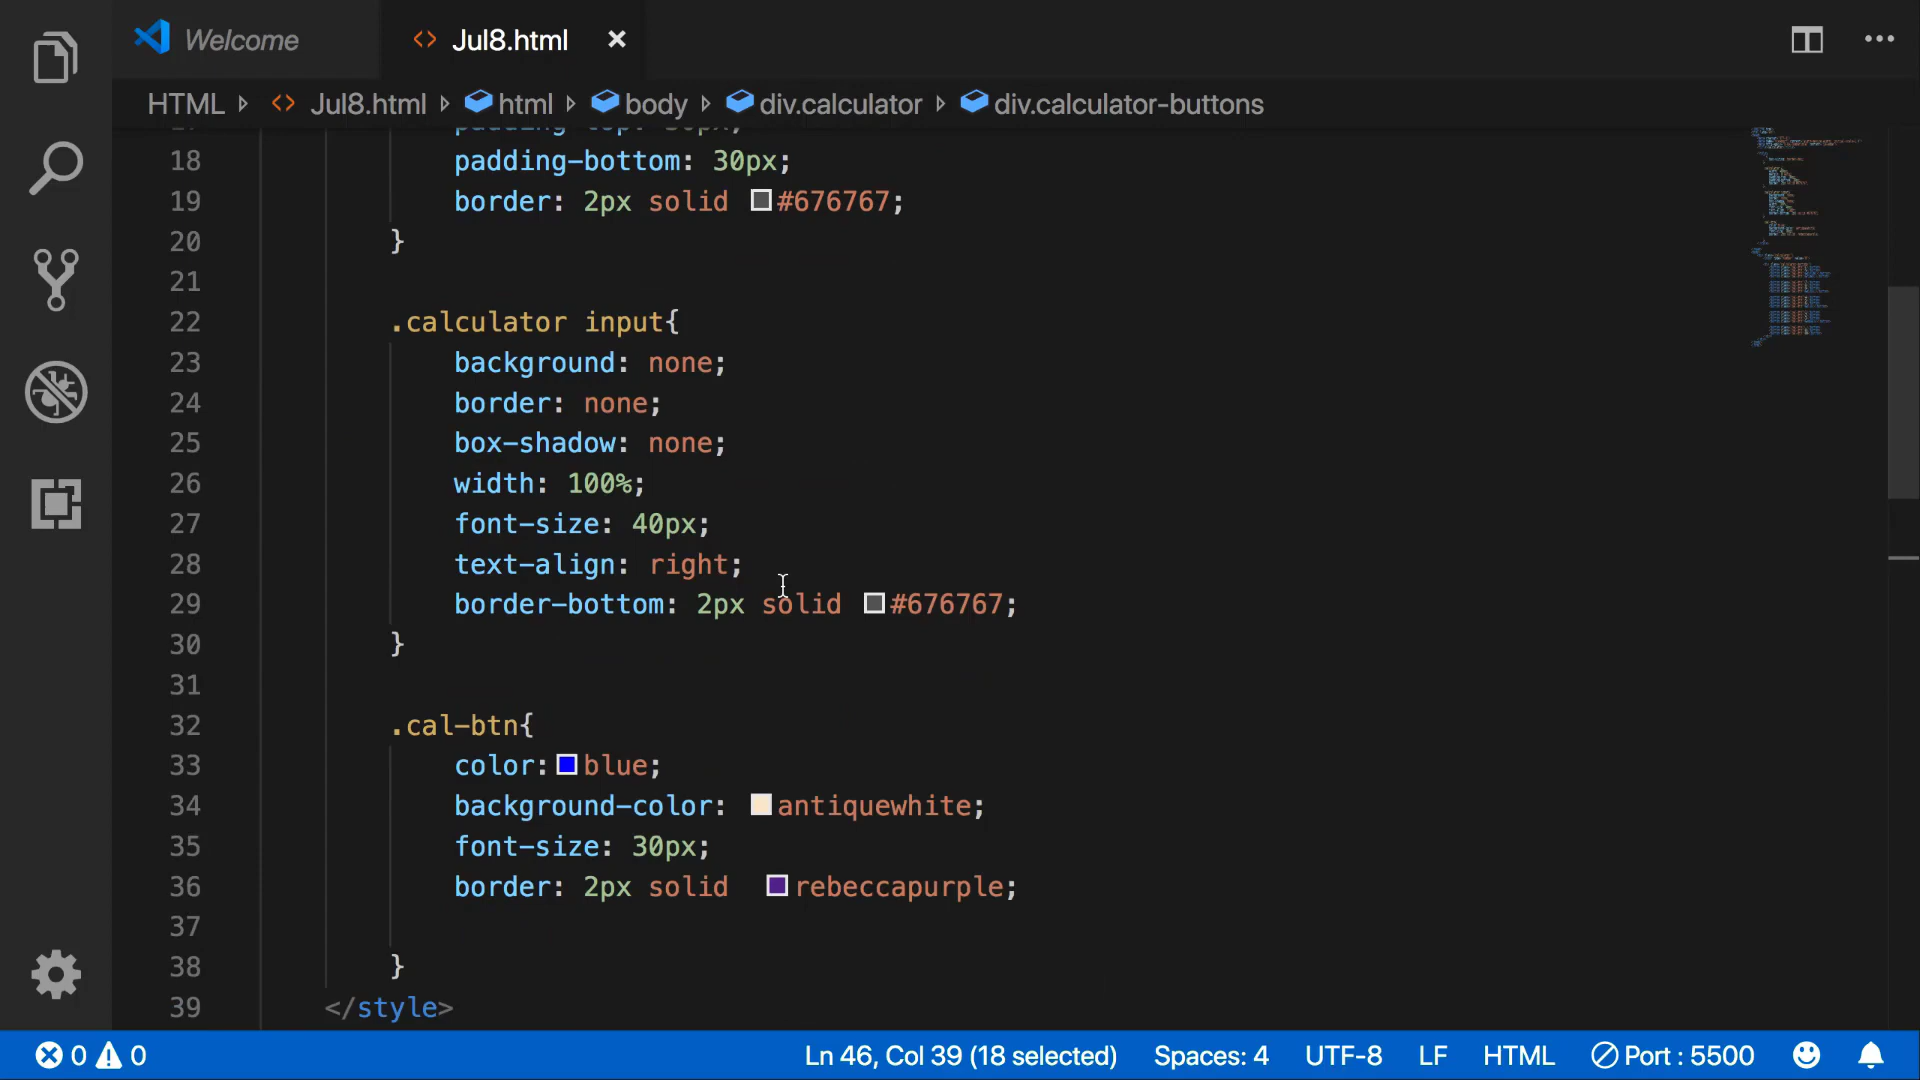 Welcome
Jul8.html
HTML Jul8.html html body div.calculator div.calculator-buttons
18 padding-bottom: 30px;
19 border: 2px solid #676767;
20 }
21
22 .calculator input{
23 background: none;
24 border: none;
25 box-shadow: none;
26 width: 100%;
27 font-size: 40px;
28 text-align: right;
29 border-bottom: 2px solid #676767;
30 }
31
32 .cal-btn{
33 color: blue;
34 background-color: antiquewhite;
35 font-size: 30px;
36 border: 2px solid rebeccapurple;
37
38 }
39 </style>
0 0 Ln 46, Col 39 (18 selected) Spaces: 4 UTF-8 LF HTML Port : 5500